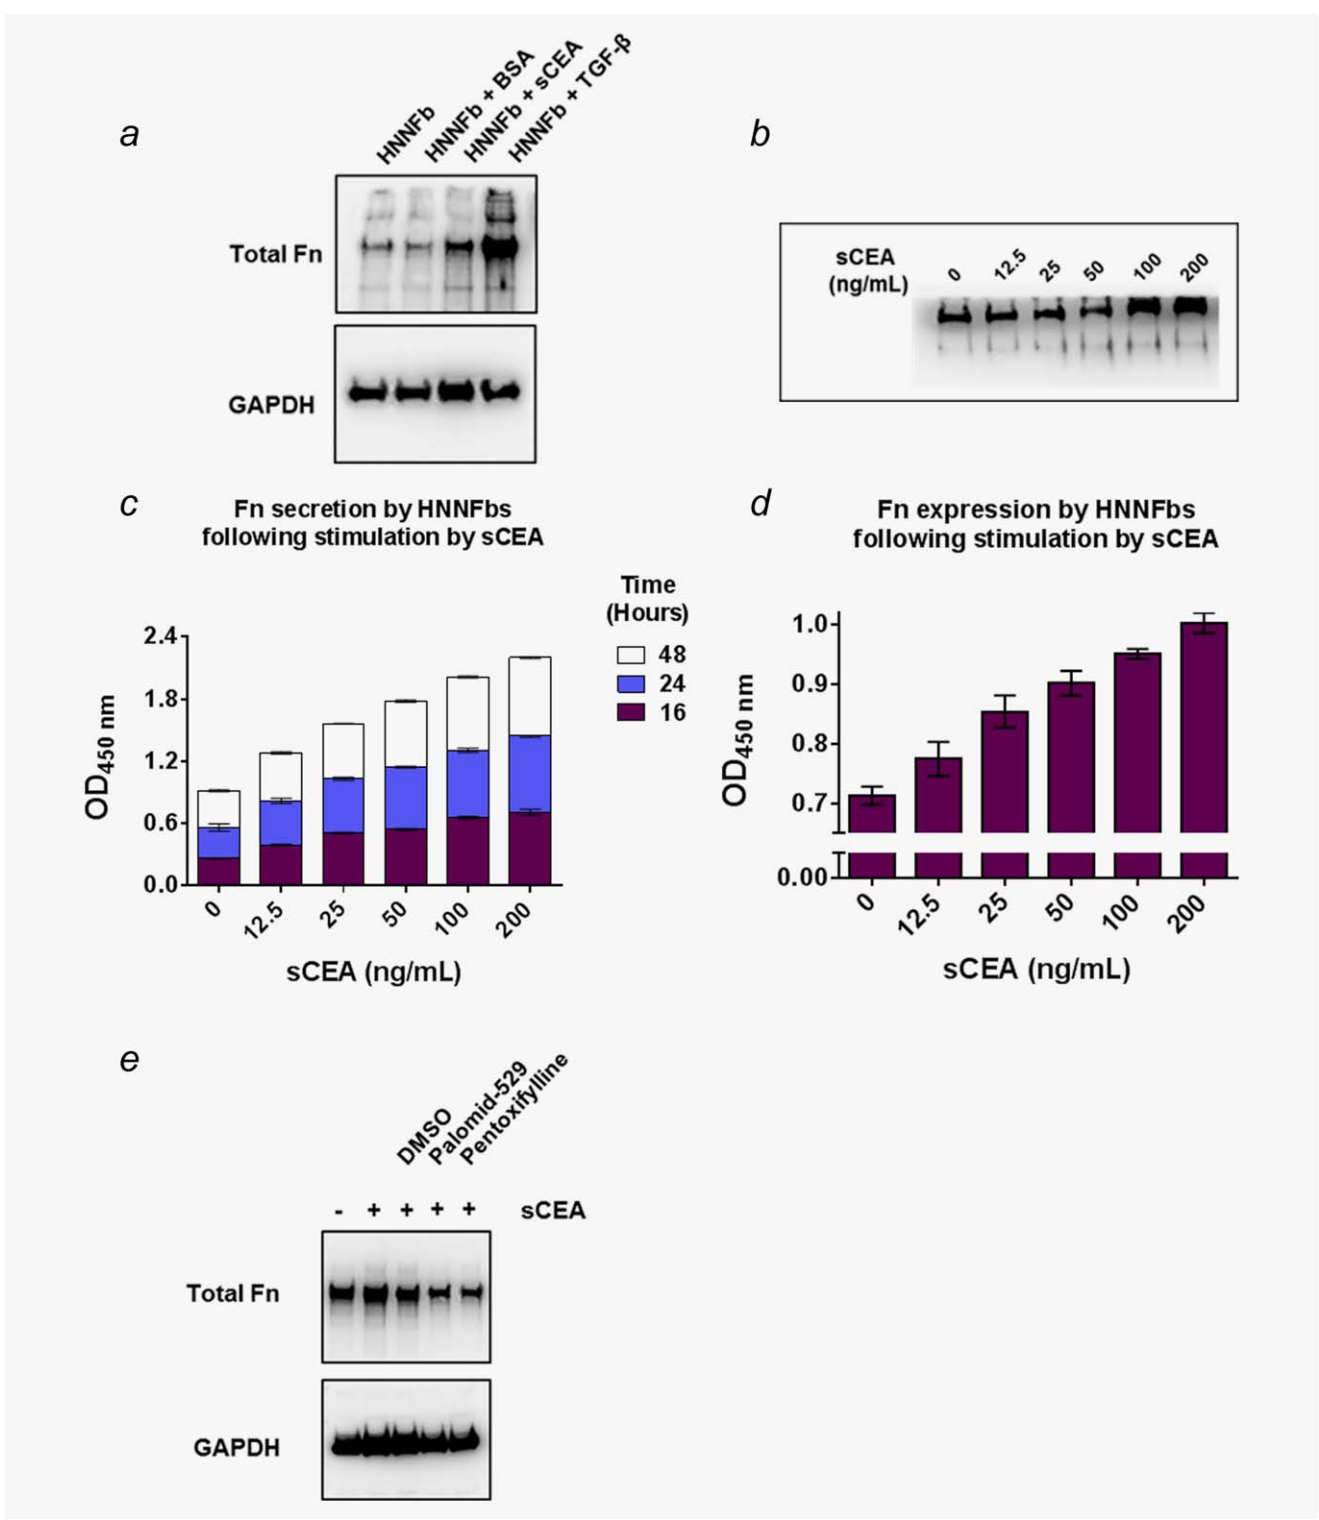 a
HNNFb
HNNFb + BSA
HNNFb + sCEA
HNNFb + TGF-β
Total Fn
GAPDH
b
sCEA
(ng/mL)
0
12.5
25
50
100
200
c
Fn secretion by HNNFbs
following stimulation by sCEA
Time
(Hours)
48
24
16
OD450 nm
2.4
1.8
1.2
0.6
0.0
0
12.5
25
50
100
200
sCEA (ng/mL)
d
Fn expression by HNNFbs
following stimulation by sCEA
OD450 nm
1.0
0.9
0.8
0.7
0.00
0
12.5
25
50
100
200
sCEA (ng/mL)
e
DMSO
Palomid-529
Pentoxifylline
- + + + + sCEA
Total Fn
GAPDH